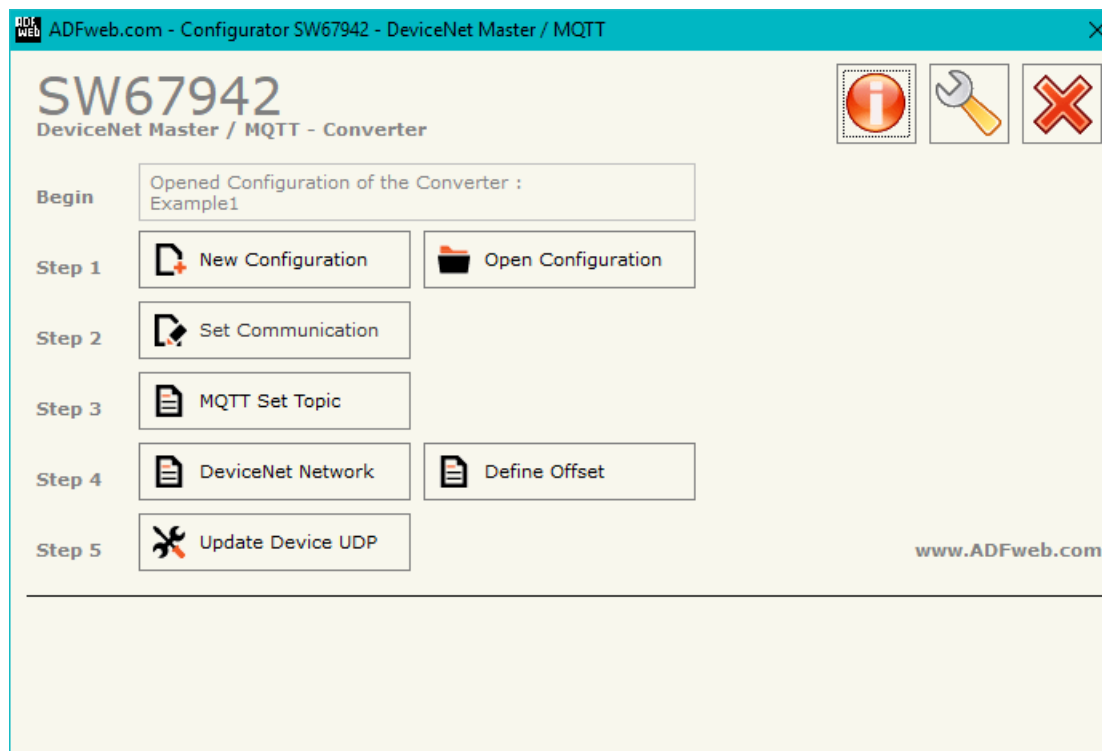 ADF WEB ADFweb.com - Configurator SW67942 - DeviceNet Master / MQTT
SW67942
DeviceNet Master / MQTT - Converter
Begin
Opened Configuration of the Converter :
Example1
Step 1
New Configuration
Open Configuration
Step 2
Set Communication
Step 3
MQTT Set Topic
Step 4
DeviceNet Network
Define Offset
Step 5
Update Device UDP
www.ADFweb.com